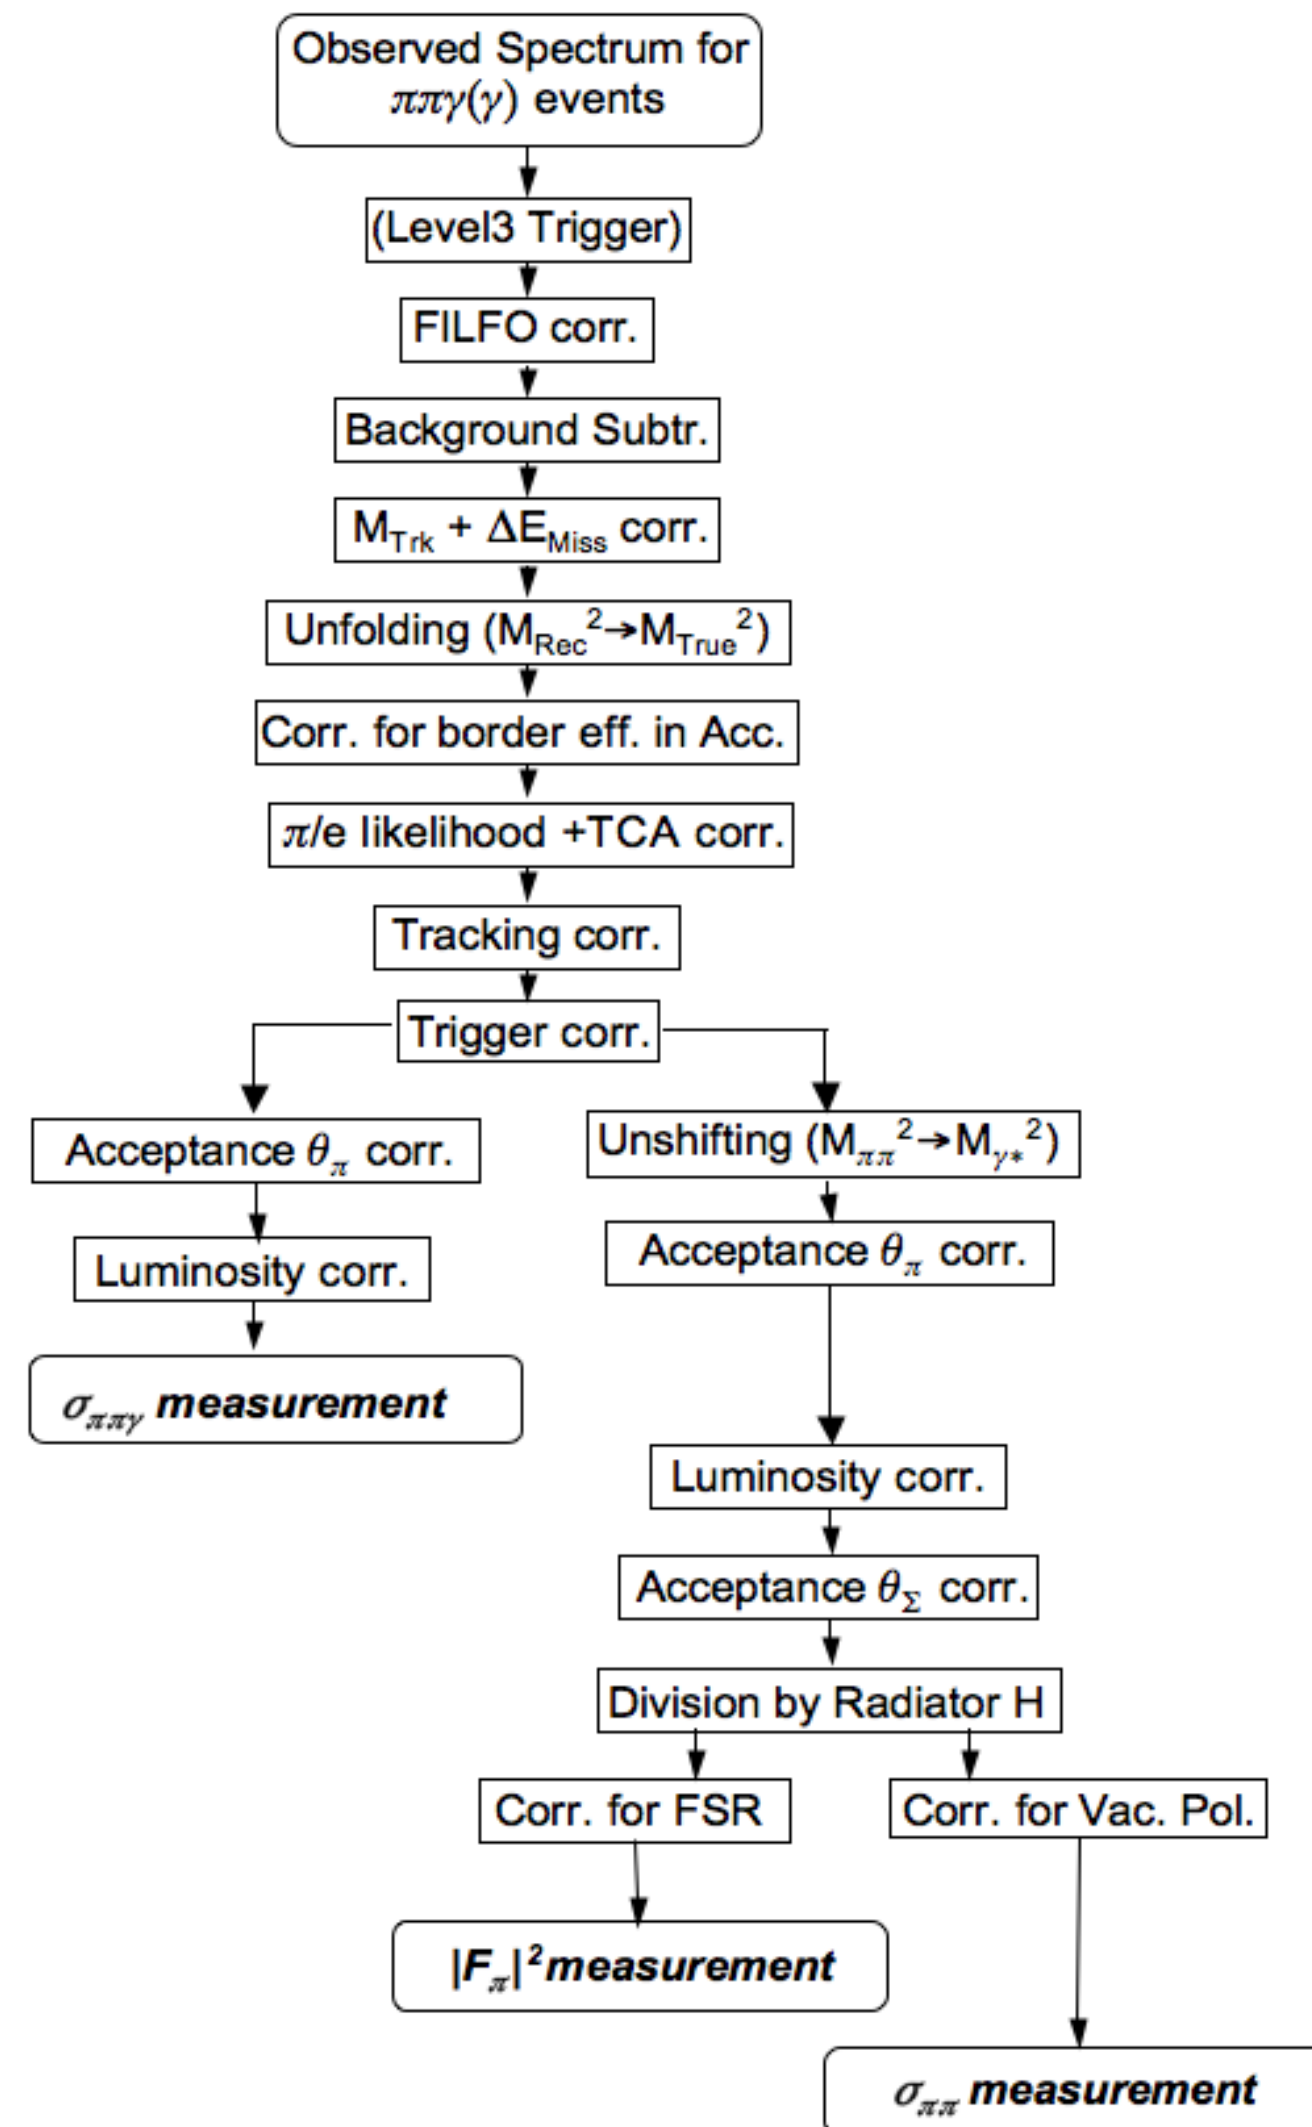 Observed Spectrum for
ππγ(γ) events
(Level3 Trigger)
FILFO corr.
Background Subtr.
M_Trk + ΔE_Miss corr.
Unfolding (M_Rec²→M_True²)
Corr. for border eff. in Acc.
π/e likelihood +TCA corr.
Tracking corr.
Trigger corr.
Acceptance θ_π corr.
Luminosity corr.
σ_ππγ measurement
Unshifting (M_ππ²→M_γ*²)
Acceptance θ_π corr.
Luminosity corr.
Acceptance θ_Σ corr.
Division by Radiator H
Corr. for FSR
Corr. for Vac. Pol.
|F_π|² measurement
σ_ππ measurement